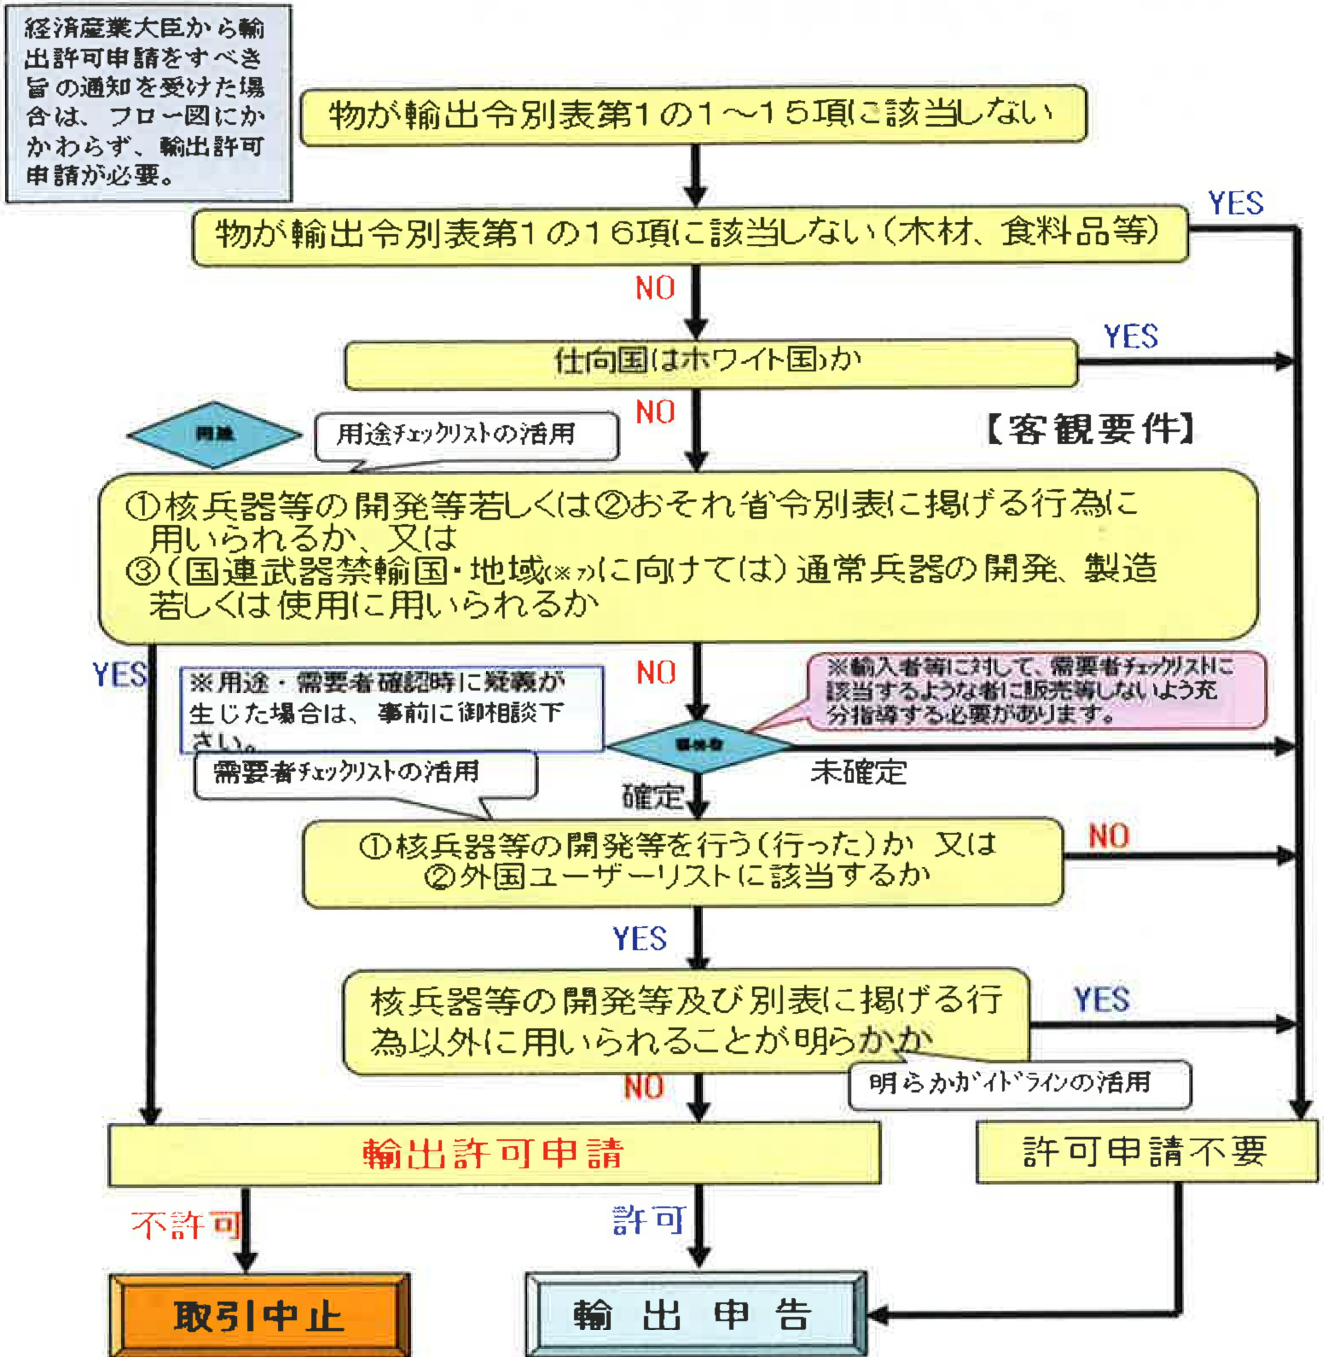 経済産業大臣から輸
出許可申請をすべき
旨の通知を受けた場
合は、フロー図にか
かわらず、輸出許可
申請が必要。
物が輸出令別表第1の1～15項に該当しない
物が輸出令別表第1の16項に該当しない(木材、食料品等)
YES
NO
仕向国はホワイト国か
YES
NO
【客観要件】
用途
用途チェックリストの活用
①核兵器等の開発等若しくは②おそれ省令別表に掲げる行為に
用いられるか、又は
③(国連武器禁輸国・地域(※7)に向けては)通常兵器の開発、製造
若しくは使用に用いられるか
YES
NO
※用途・需要者確認時に疑義が
生じた場合は、事前に御相談下
さい。
※輸入者等に対して、需要者チェックリストに
該当するような者に販売等しないよう充
分指導する必要があります。
需要者
未確定
確定
需要者チェックリストの活用
①核兵器等の開発等を行う(行った)か 又は
②外国ユーザーリストに該当するか
NO
YES
核兵器等の開発等及び別表に掲げる行
為以外に用いられることが明らかか
YES
明らかガイドラインの活用
NO
輸出許可申請
許可申請不要
不許可
許可
取引中止
輸出申告